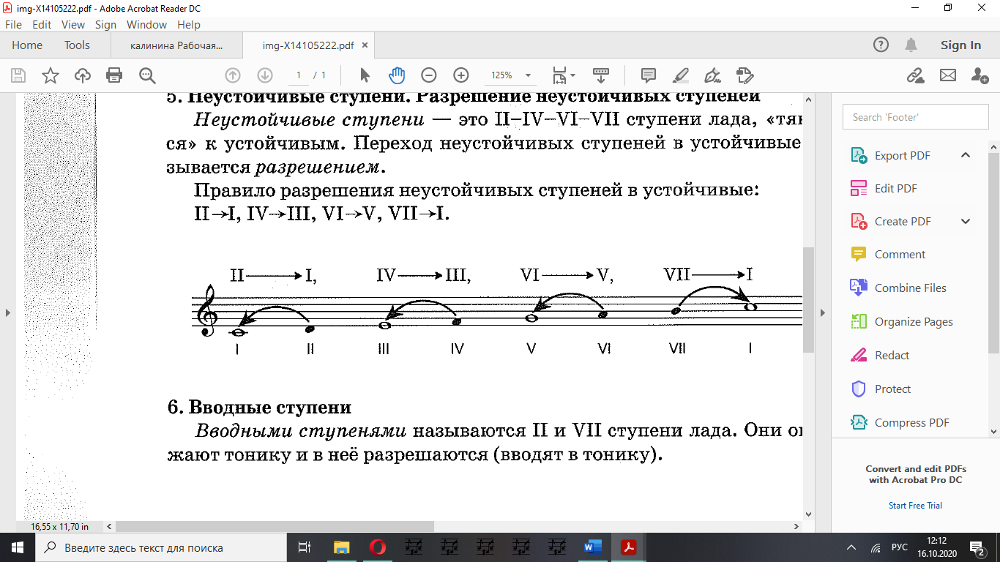 img-X14105222.pdf - Adobe Acrobat Reader DC
File Edit View Sign Window Help
Home Tools калинина Рабочая... img-X14105222.pdf × Sign In
1 / 1 125%
5. Неустойчивые ступени. Разрешение неустойчивых ступеней
Неустойчивые ступени — это II–IV–VI–VII ступени лада, «тян
ся» к устойчивым. Переход неустойчивых ступеней в устойчивые
зывается разрешением.
Правило разрешения неустойчивых ступеней в устойчивые:
II→I, IV→III, VI→V, VII→I.
II→I, IV→III, VI→V, VII→I
I II III IV V VI VII I
6. Вводные ступени
Вводными ступенями называются II и VII ступени лада. Они
жают тонику и в неё разрешаются (вводят в тонику).
16,55 x 11,70 in
Search 'Footer'
Export PDF
Edit PDF
Create PDF
Comment
Combine Files
Organize Pages
Redact
Protect
Compress PDF
Convert and edit PDFs
with Acrobat Pro DC
Start Free Trial
Введите здесь текст для поиска
РУС
12:12
16.10.2020
2